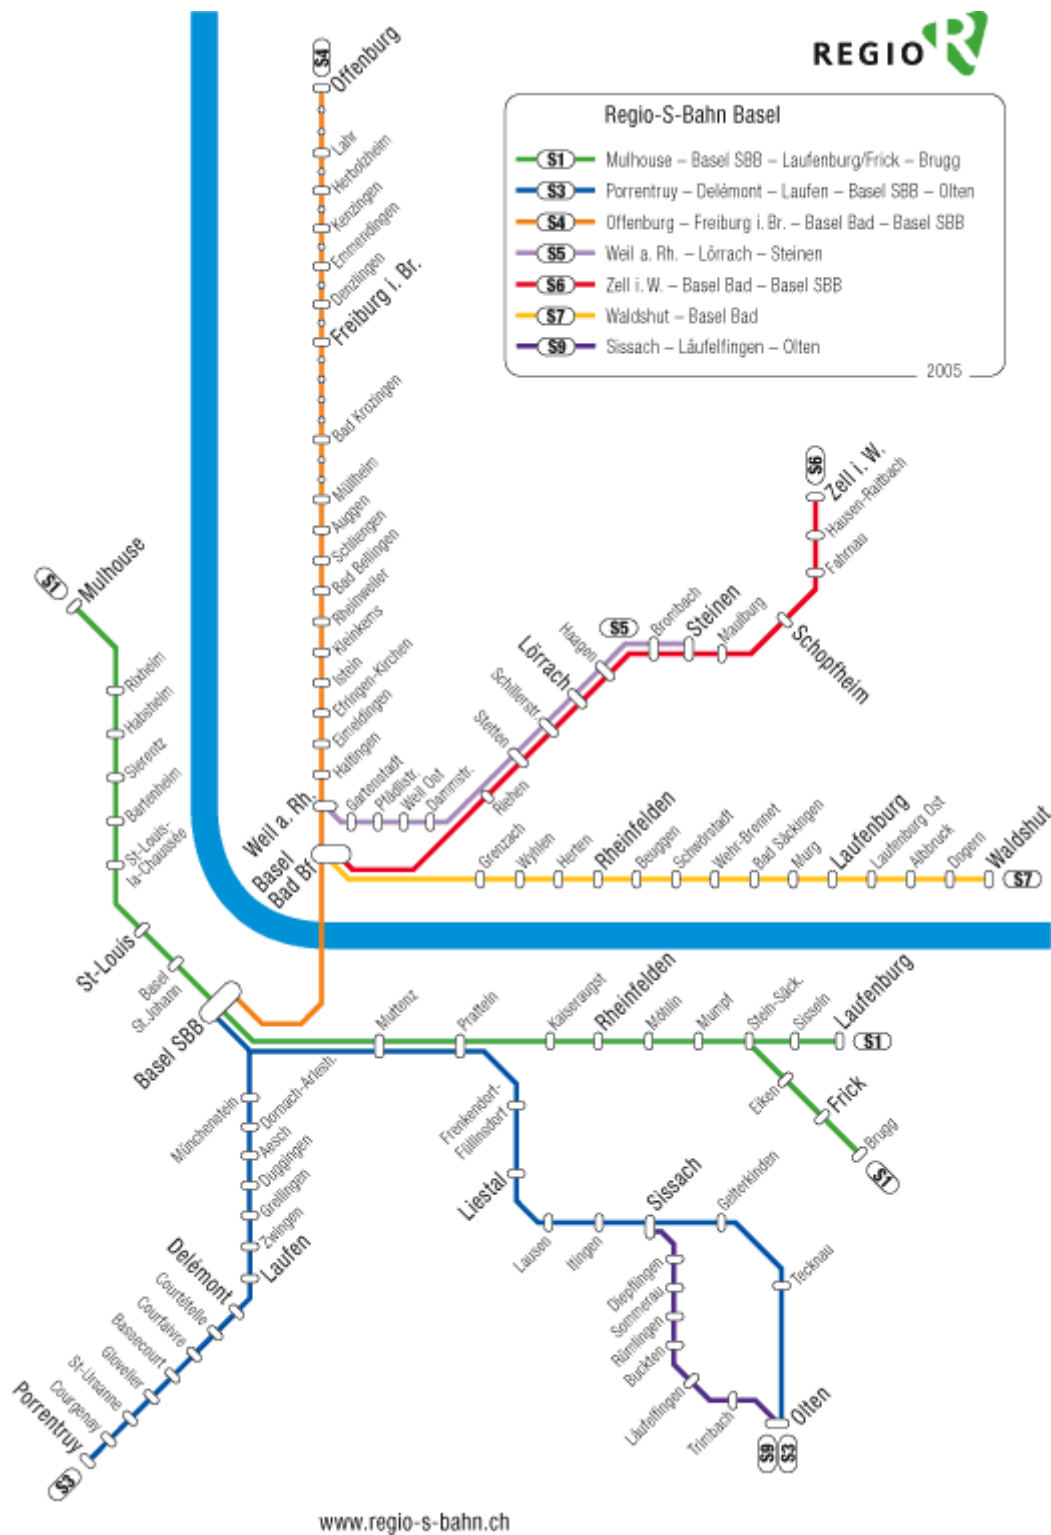 REGIO R
Regio-S-Bahn Basel
S1 Mulhouse – Basel SBB – Laufenburg/Frick – Brugg
S3 Porrentruy – Delémont – Laufen – Basel SBB – Olten
S4 Offenburg – Freiburg i. Br. – Basel Bad – Basel SBB
S5 Weil a. Rh. – Lörrach – Steinen
S6 Zell i. W. – Basel Bad – Basel SBB
S7 Waldshut – Basel Bad
S9 Sissach – Läufelfingen – Olten
2005
S4
Offenburg
Lahr
Herbolzheim
Kenzingen
Emmendingen
Denzlingen
Freiburg i. Br.
Bad Krozingen
Müllheim
Auggen
Schliengen
Bad Bellingen
Rheinweiler
Kleinkems
Istein
Efringen-Kirchen
Eimeldingen
Haltingen
Weil a. Rh.
Basel
Bad Bf
S6
Zell i. W.
Hausen-Raitbach
Fahrnau
Schopfheim
Maulburg
Steinen
Brombach
S5
Haagen
Lörrach
Schillerstr.
Stetten
Riehen
Gartenstadt
Pfädlistr.
Weil Ost
Dammstr.
Grenzach
Wyhlen
Herten
Rheinfelden
Beuggen
Schwörstadt
Wehr-Brennet
Bad Säckingen
Murg
Laufenburg
Laufenburg Ost
Albbruck
Dogern
Waldshut
S7
S1
Mulhouse
Rixheim
Habsheim
Sierentz
Bartenheim
St-Louis-
la-Chaussée
St-Louis
Basel
St. Johann
Basel SBB
Muttenz
Pratteln
Kaiseraugst
Rheinfelden
Möhlin
Mumpf
Stein-Säck.
Sisseln
Laufenburg
S1
Eiken
Frick
Brugg
S1
Münchenstein
Dornach-Arlesh.
Aesch
Duggingen
Grellingen
Zwingen
Laufen
Delémont
Courtételle
Courfaivre
Bassecourt
Glovelier
St-Ursanne
Courgenay
Porrentruy
S3
Frenkendorf-
Füllinsdorf
Liestal
Lausen
Itingen
Sissach
Gelterkinden
Tecknau
Diepflingen
Sommerau
Rümlingen
Buckten
Läufelfingen
Trimbach
Olten
S9
S3
www.regio-s-bahn.ch